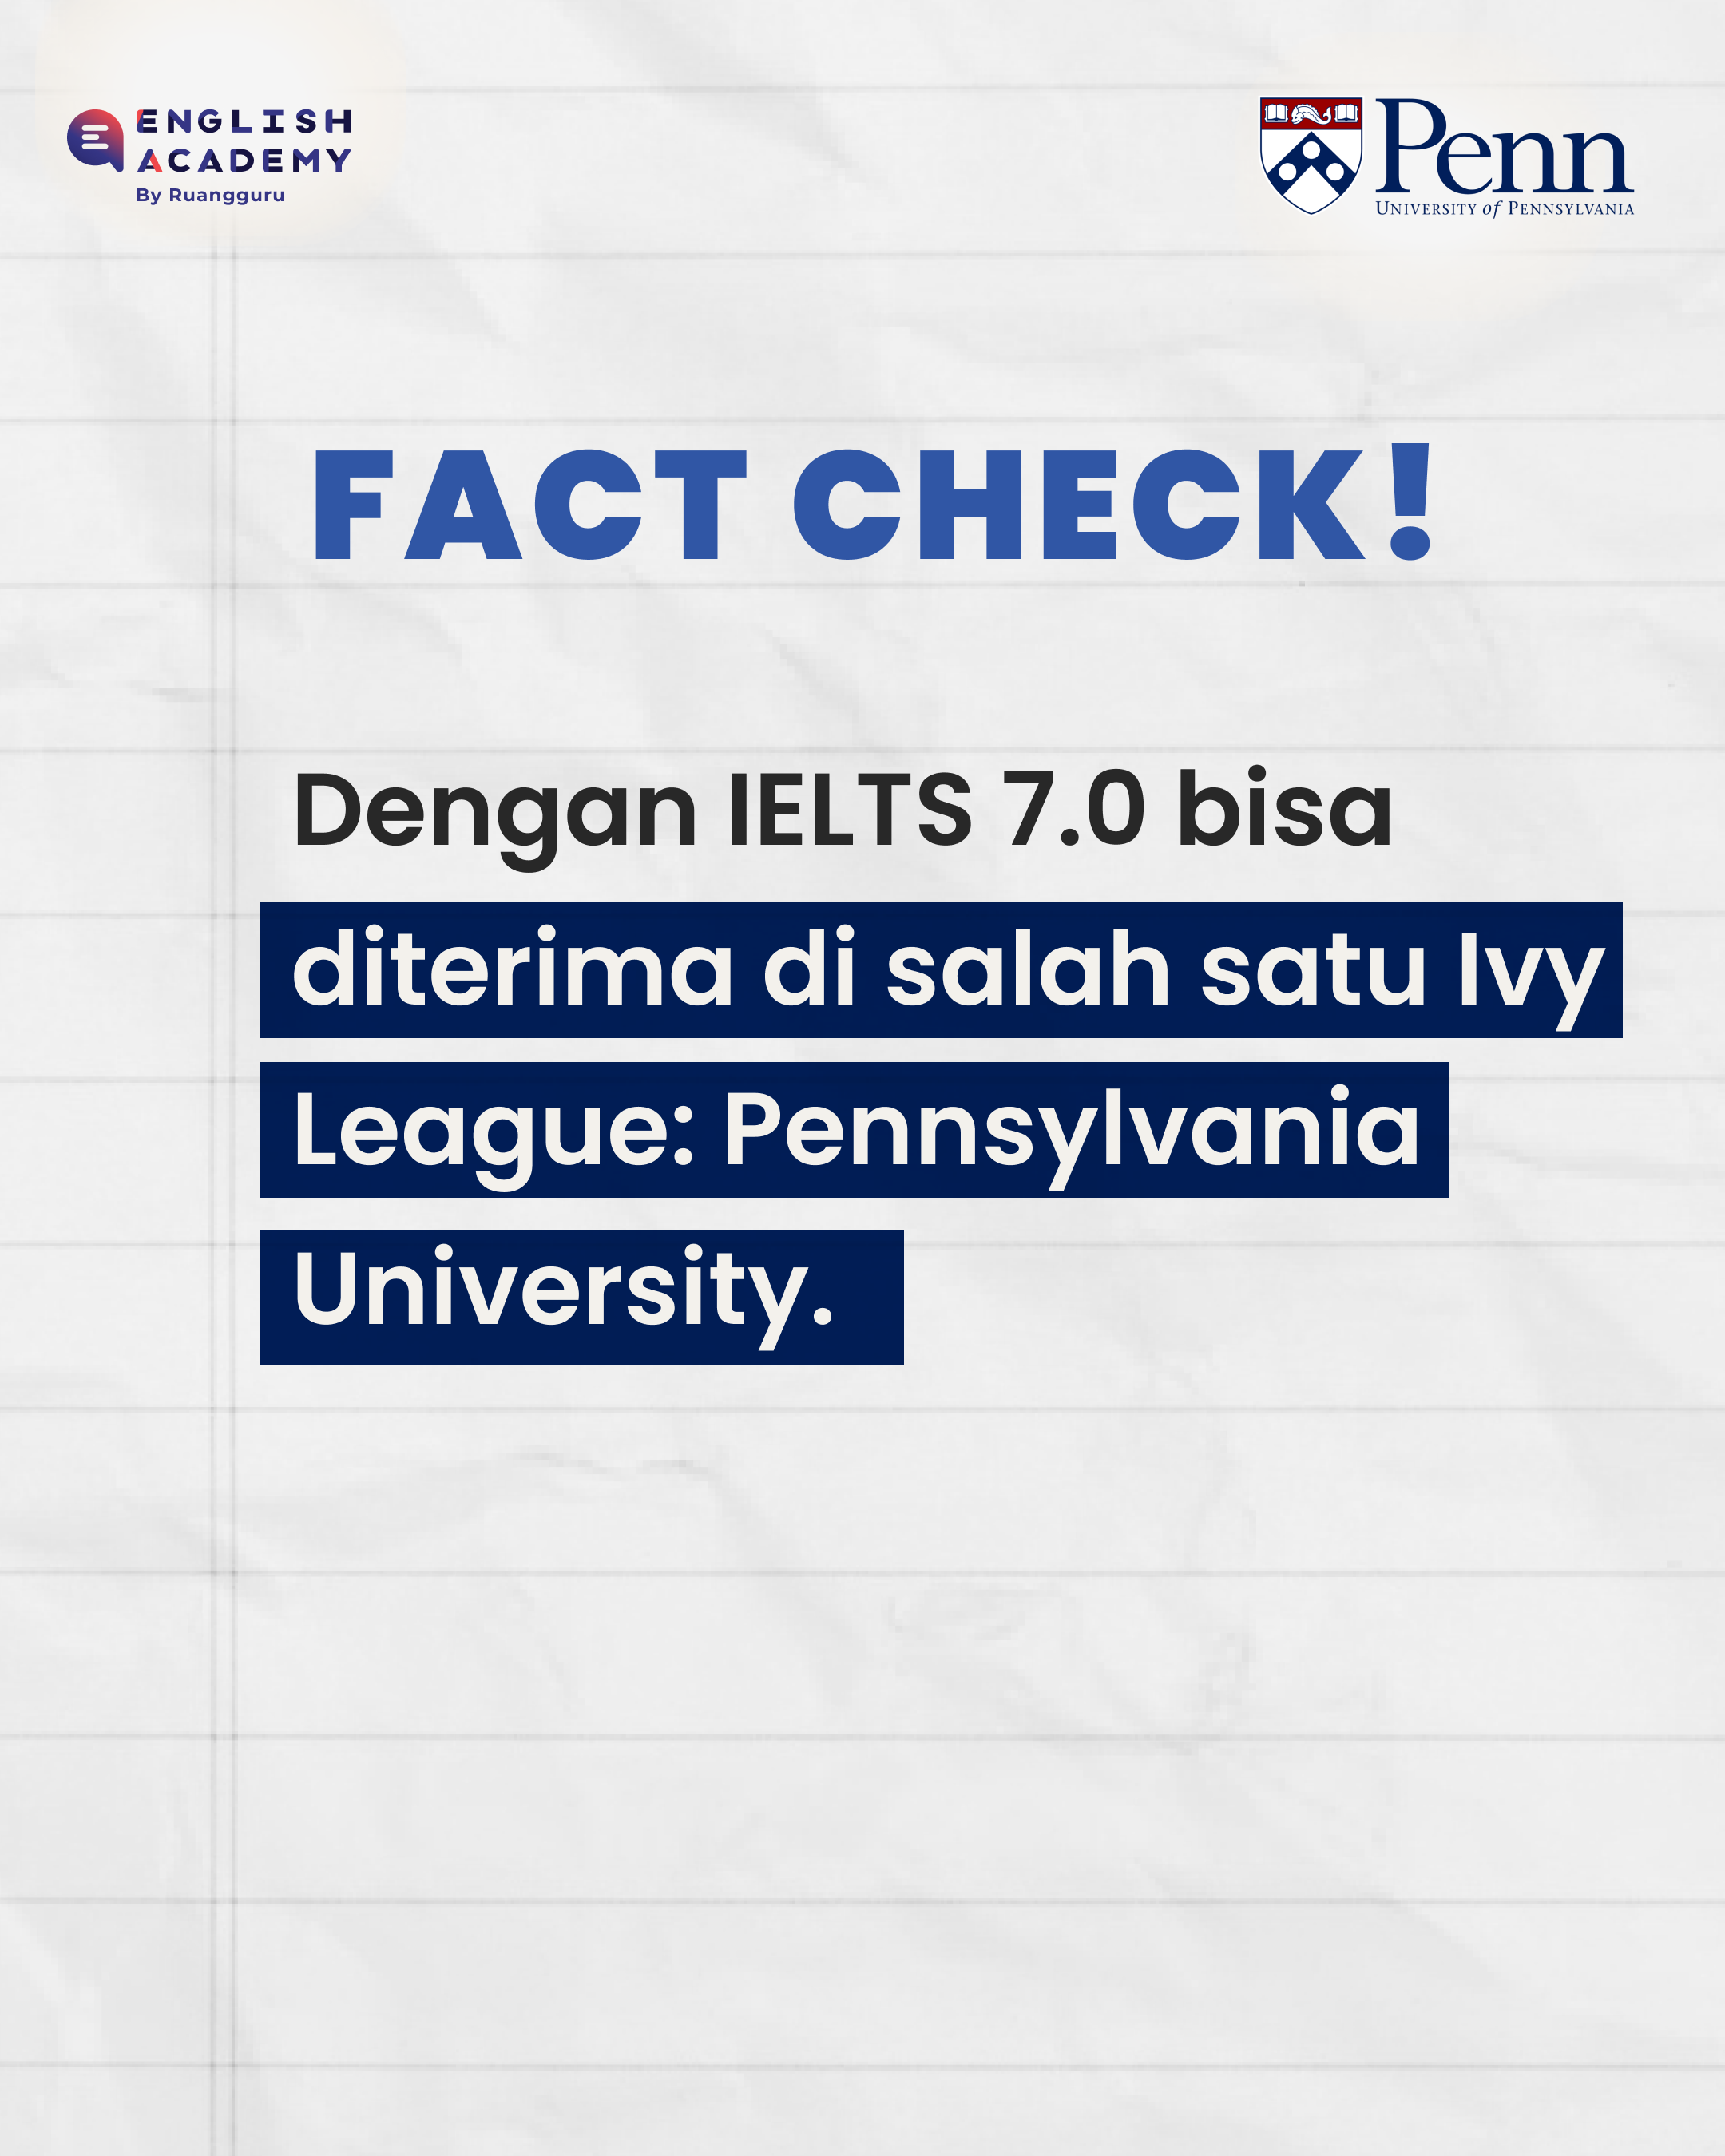 ENGLISH
ACADEMY
By Ruangguru
Penn
UNIVERSITY of PENNSYLVANIA
FACT CHECK!
Dengan IELTS 7.0 bisa
diterima di salah satu Ivy
League: Pennsylvania
University.